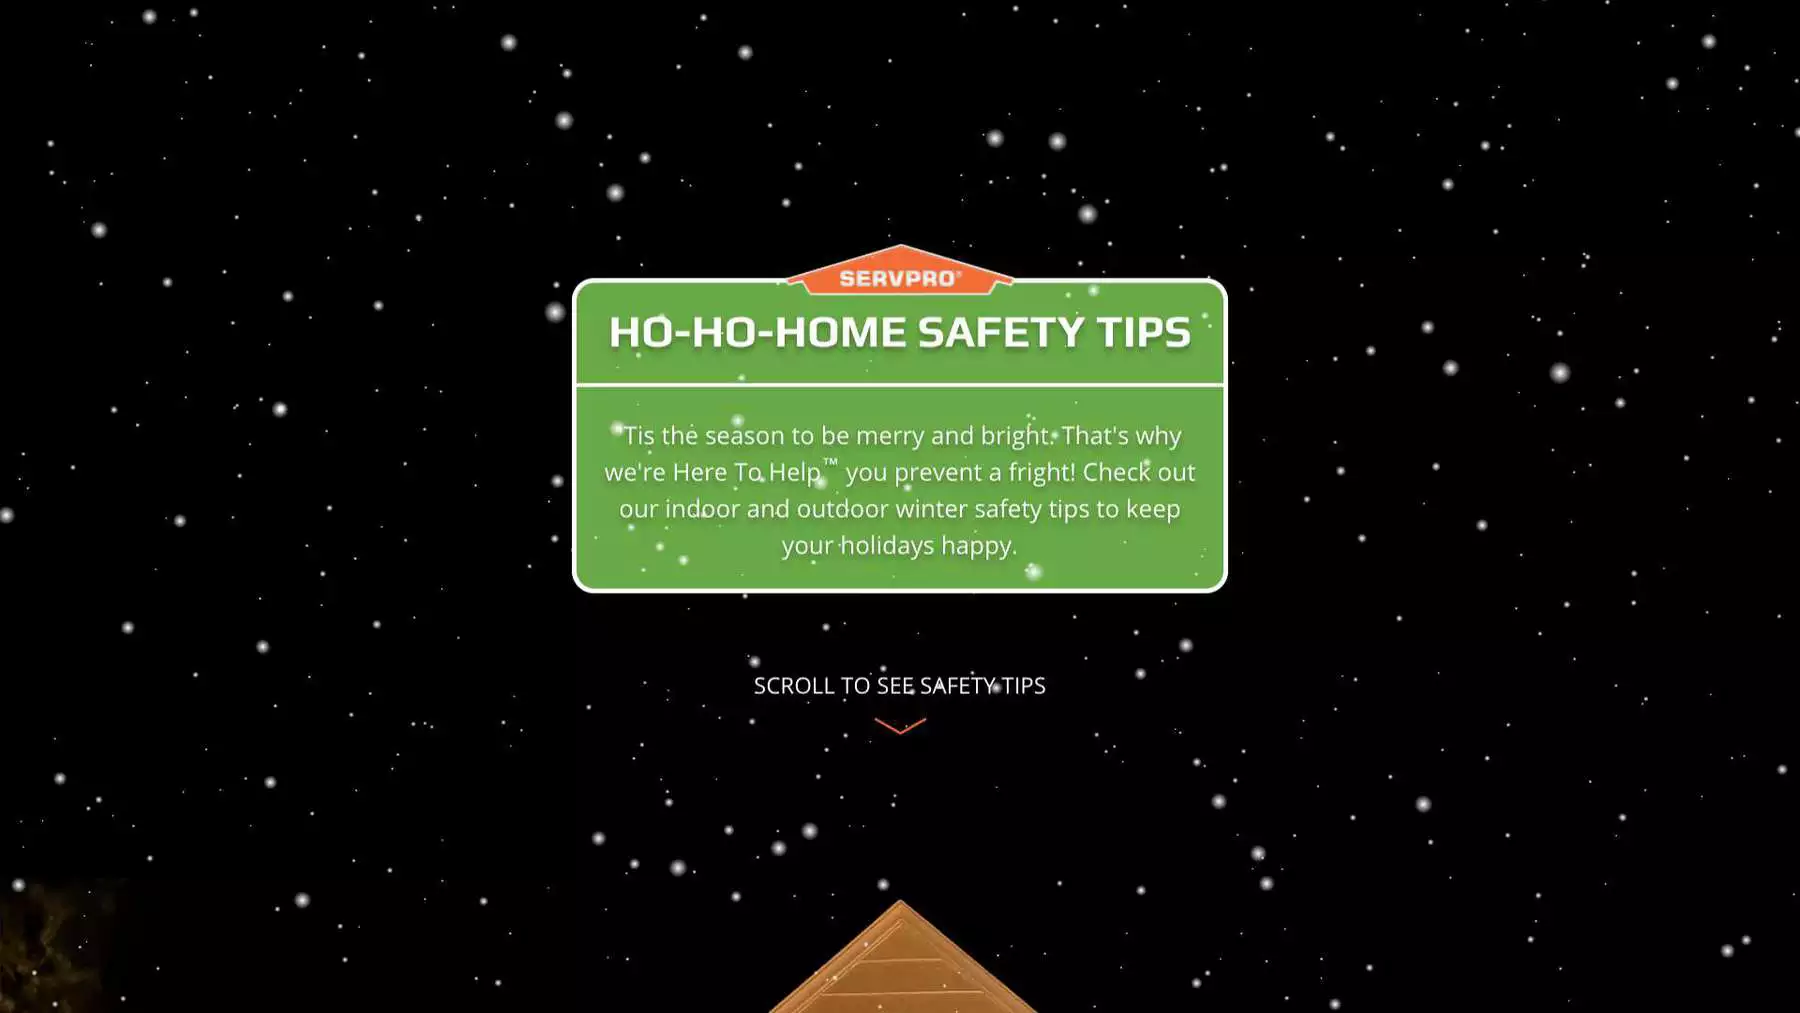 SERVPRO®
HO-HO-HOME SAFETY TIPS
'Tis the season to be merry and bright. That's why
we're Here To Help™ you prevent a fright! Check out
our indoor and outdoor winter safety tips to keep
your holidays happy.
SCROLL TO SEE SAFETY TIPS